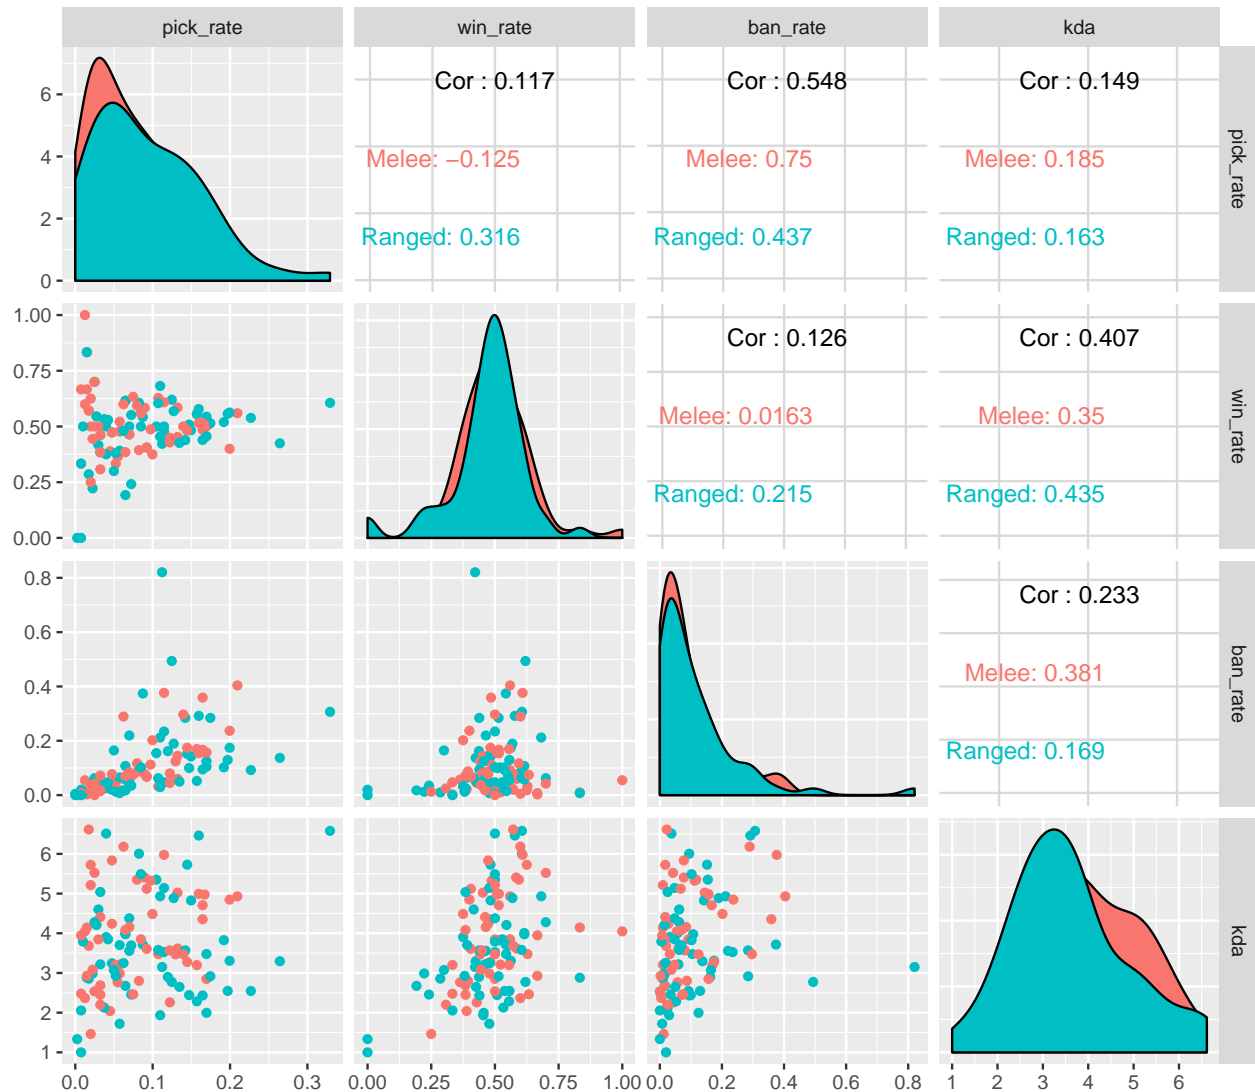 pick_rate
win_rate
ban_rate
kda
6
4
2
0
Cor : 0.117
Melee: −0.125
Ranged: 0.316
Cor : 0.548
Melee: 0.75
Ranged: 0.437
Cor : 0.149
Melee: 0.185
Ranged: 0.163
pick_rate
1.00
0.75
0.50
0.25
0.00
Cor : 0.126
Melee: 0.0163
Ranged: 0.215
Cor : 0.407
Melee: 0.35
Ranged: 0.435
win_rate
0.8
0.6
0.4
0.2
0.0
Cor : 0.233
Melee: 0.381
Ranged: 0.169
ban_rate
6
5
4
3
2
1
kda
0.0 0.1 0.2 0.3
0.00 0.25 0.50 0.75 1.00
0.0 0.2 0.4 0.6 0.8
1 2 3 4 5 6